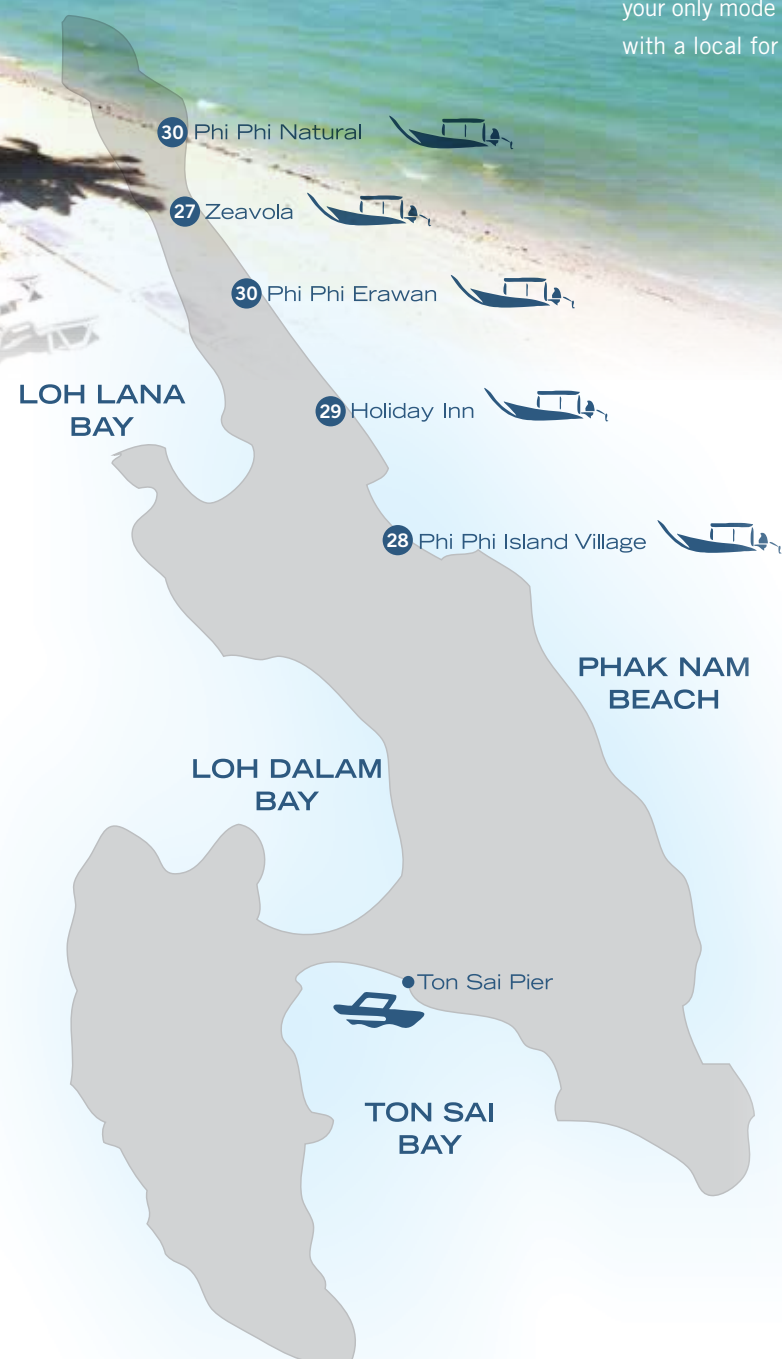 your only mode
with a local for
30 Phi Phi Natural
27 Zeavola
30 Phi Phi Erawan
LOH LANA
BAY
29 Holiday Inn
28 Phi Phi Island Village
PHAK NAM
BEACH
LOH DALAM
BAY
Ton Sai Pier
TON SAI
BAY